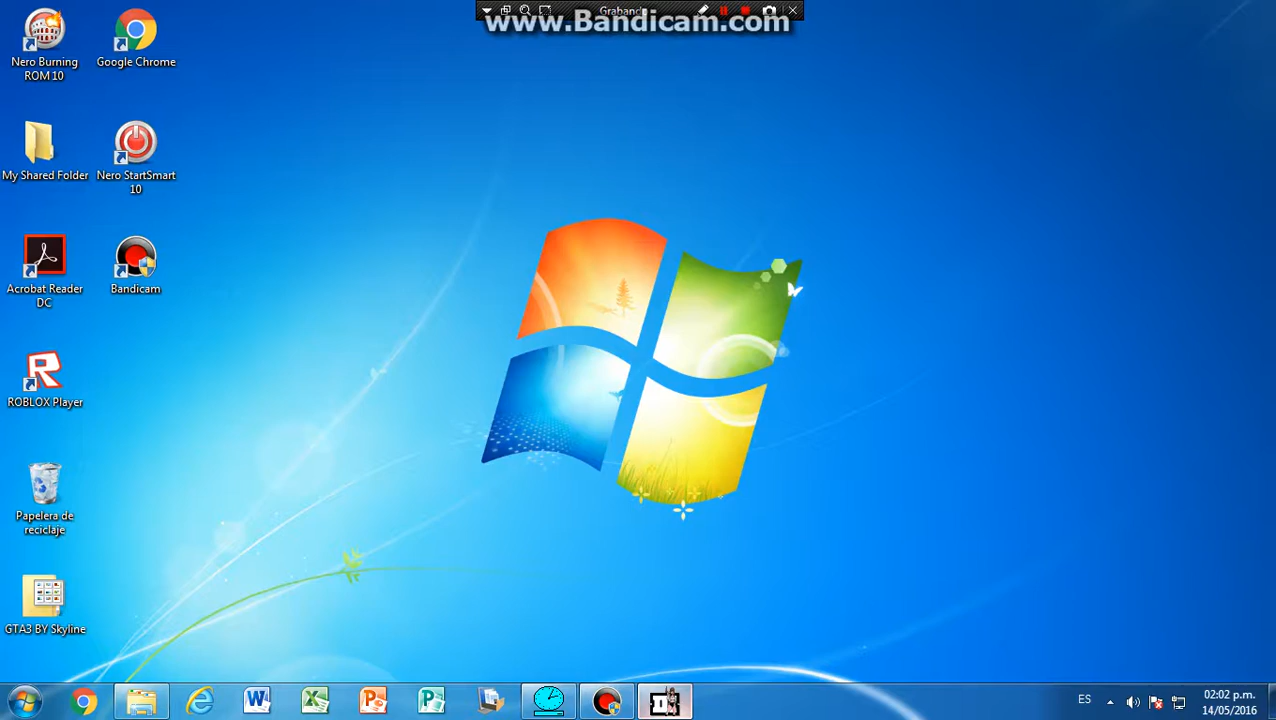 Grabando
www.Bandicam.com
Nero Burning
ROM 10
Google Chrome
My Shared Folder
Nero StartSmart
10
Acrobat Reader
DC
Bandicam
ROBLOX Player
Papelera de
reciclaje
GTA3 BY Skyline
ES
02:02 p.m.
14/05/2016